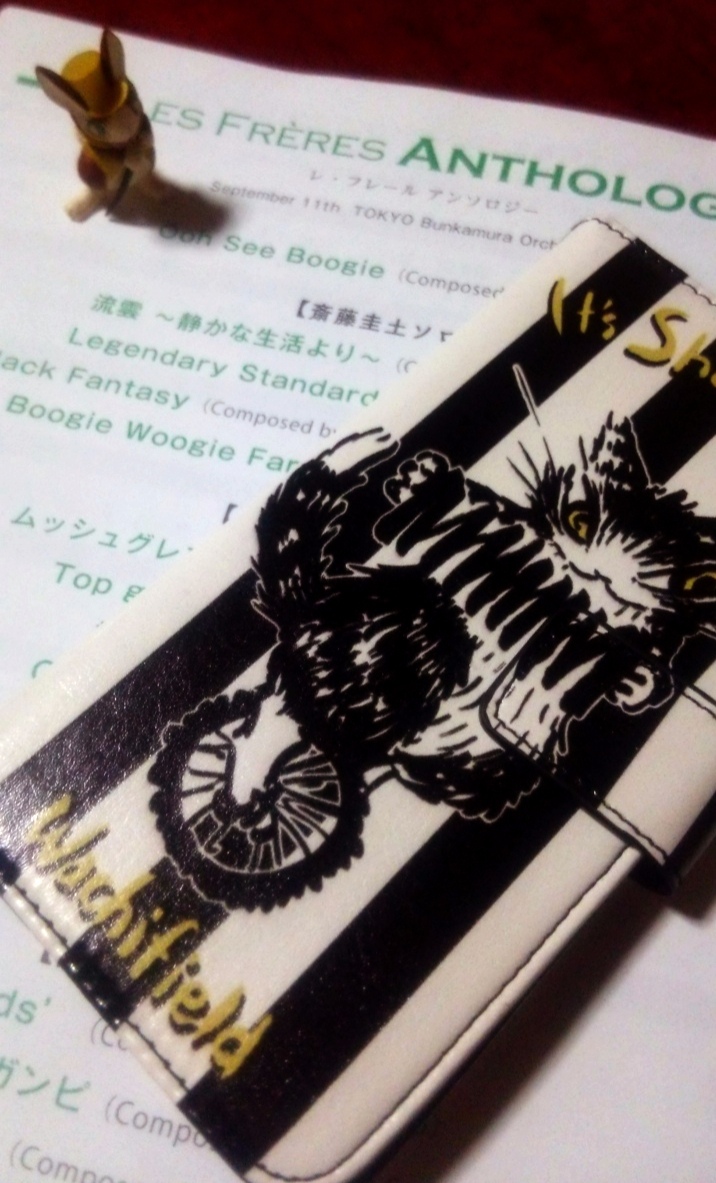 ES FRÈRES ANTHOLOG
レ・フレール アンソロジー
September 11th TOKYO Bunkamura Orch
See Boogie (Composed
【斎藤圭土ソロ
流雲 ～静かな生活より～ (C
Legendary Standard
lack Fantasy (Composed by
Boogie Woogie Fan
【
ムッシュグレ
Top g
It's Sh
Wachifield
ds' (Co
ガンピ (Compo
(Compo